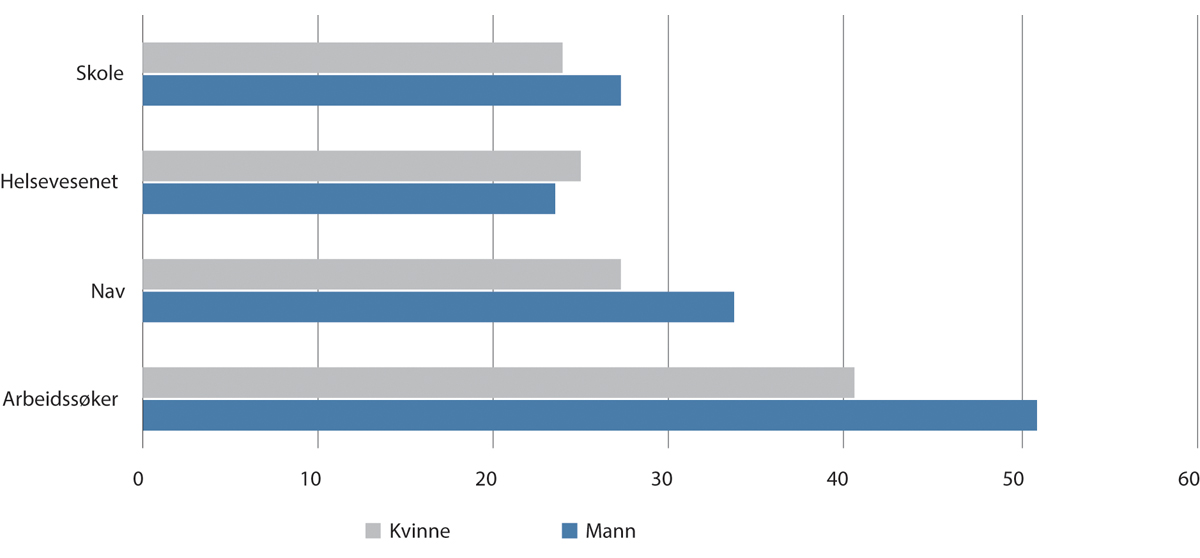 Skole
Helsevesenet
Nav
Arbeidssøker
0 10 20 30 40 50 60
Kvinne Mann